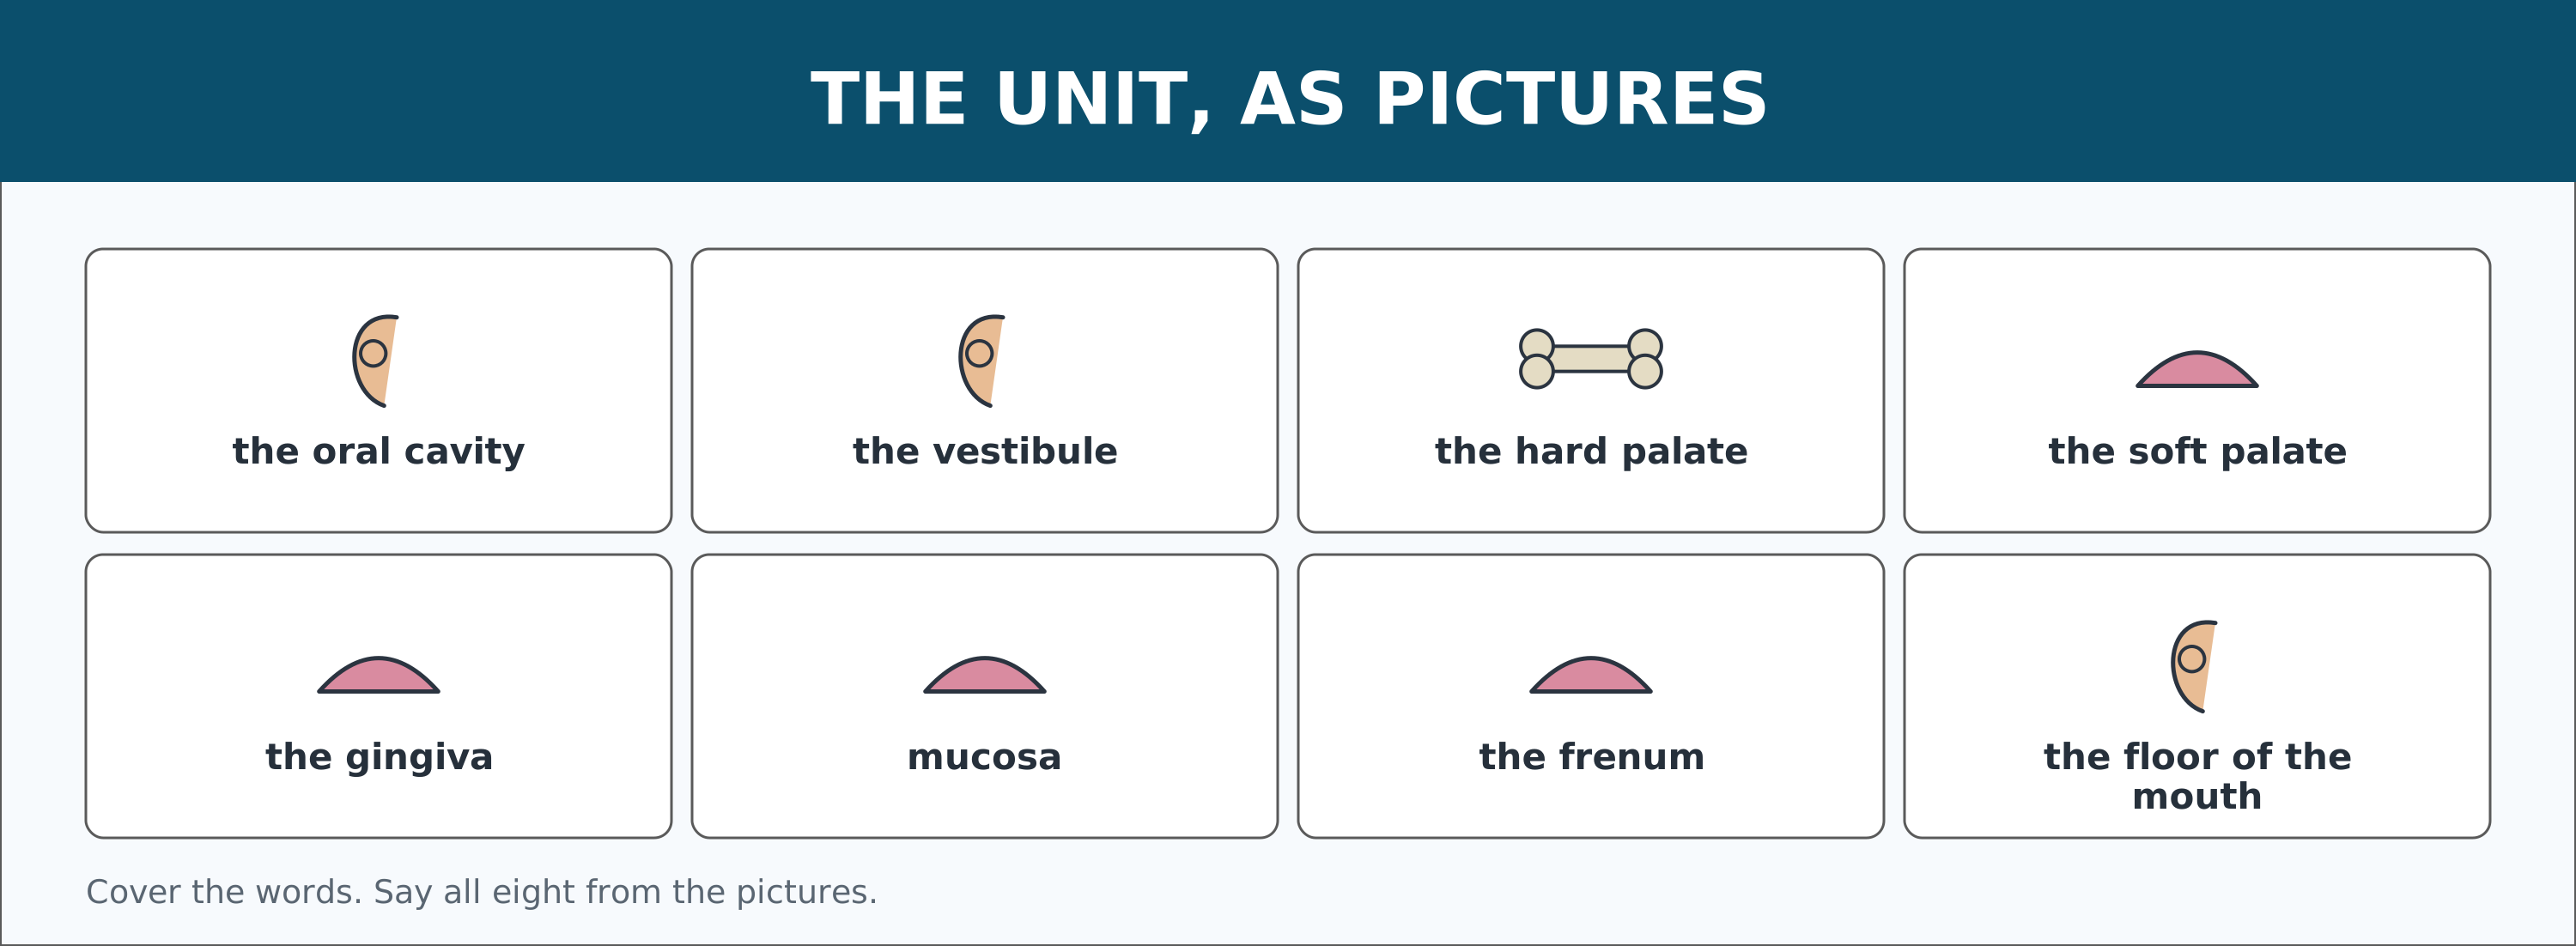 THE UNIT, AS PICTURES
the oral cavity
the vestibule
the hard palate
the soft palate
the gingiva
mucosa
the frenum
the floor of the
mouth
Cover the words. Say all eight from the pictures.